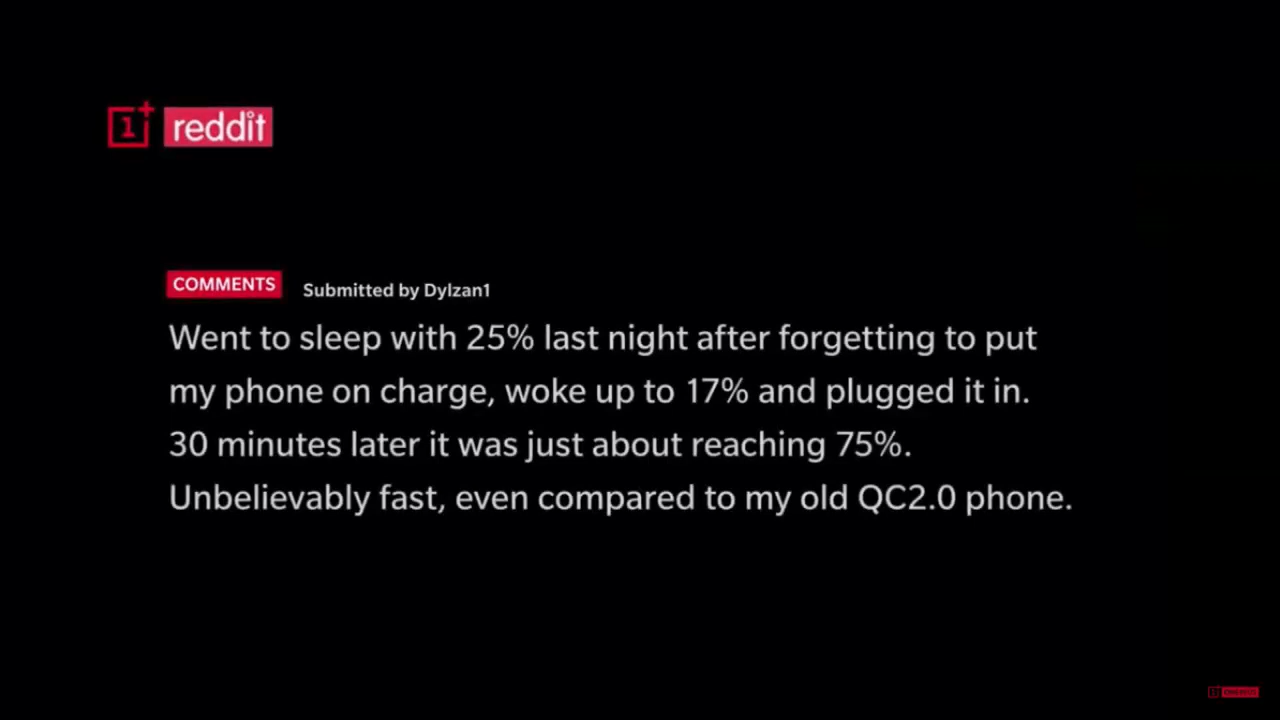 1+ reddit
COMMENTS Submitted by Dylzan1
Went to sleep with 25% last night after forgetting to put
my phone on charge, woke up to 17% and plugged it in.
30 minutes later it was just about reaching 75%.
Unbelievably fast, even compared to my old QC2.0 phone.